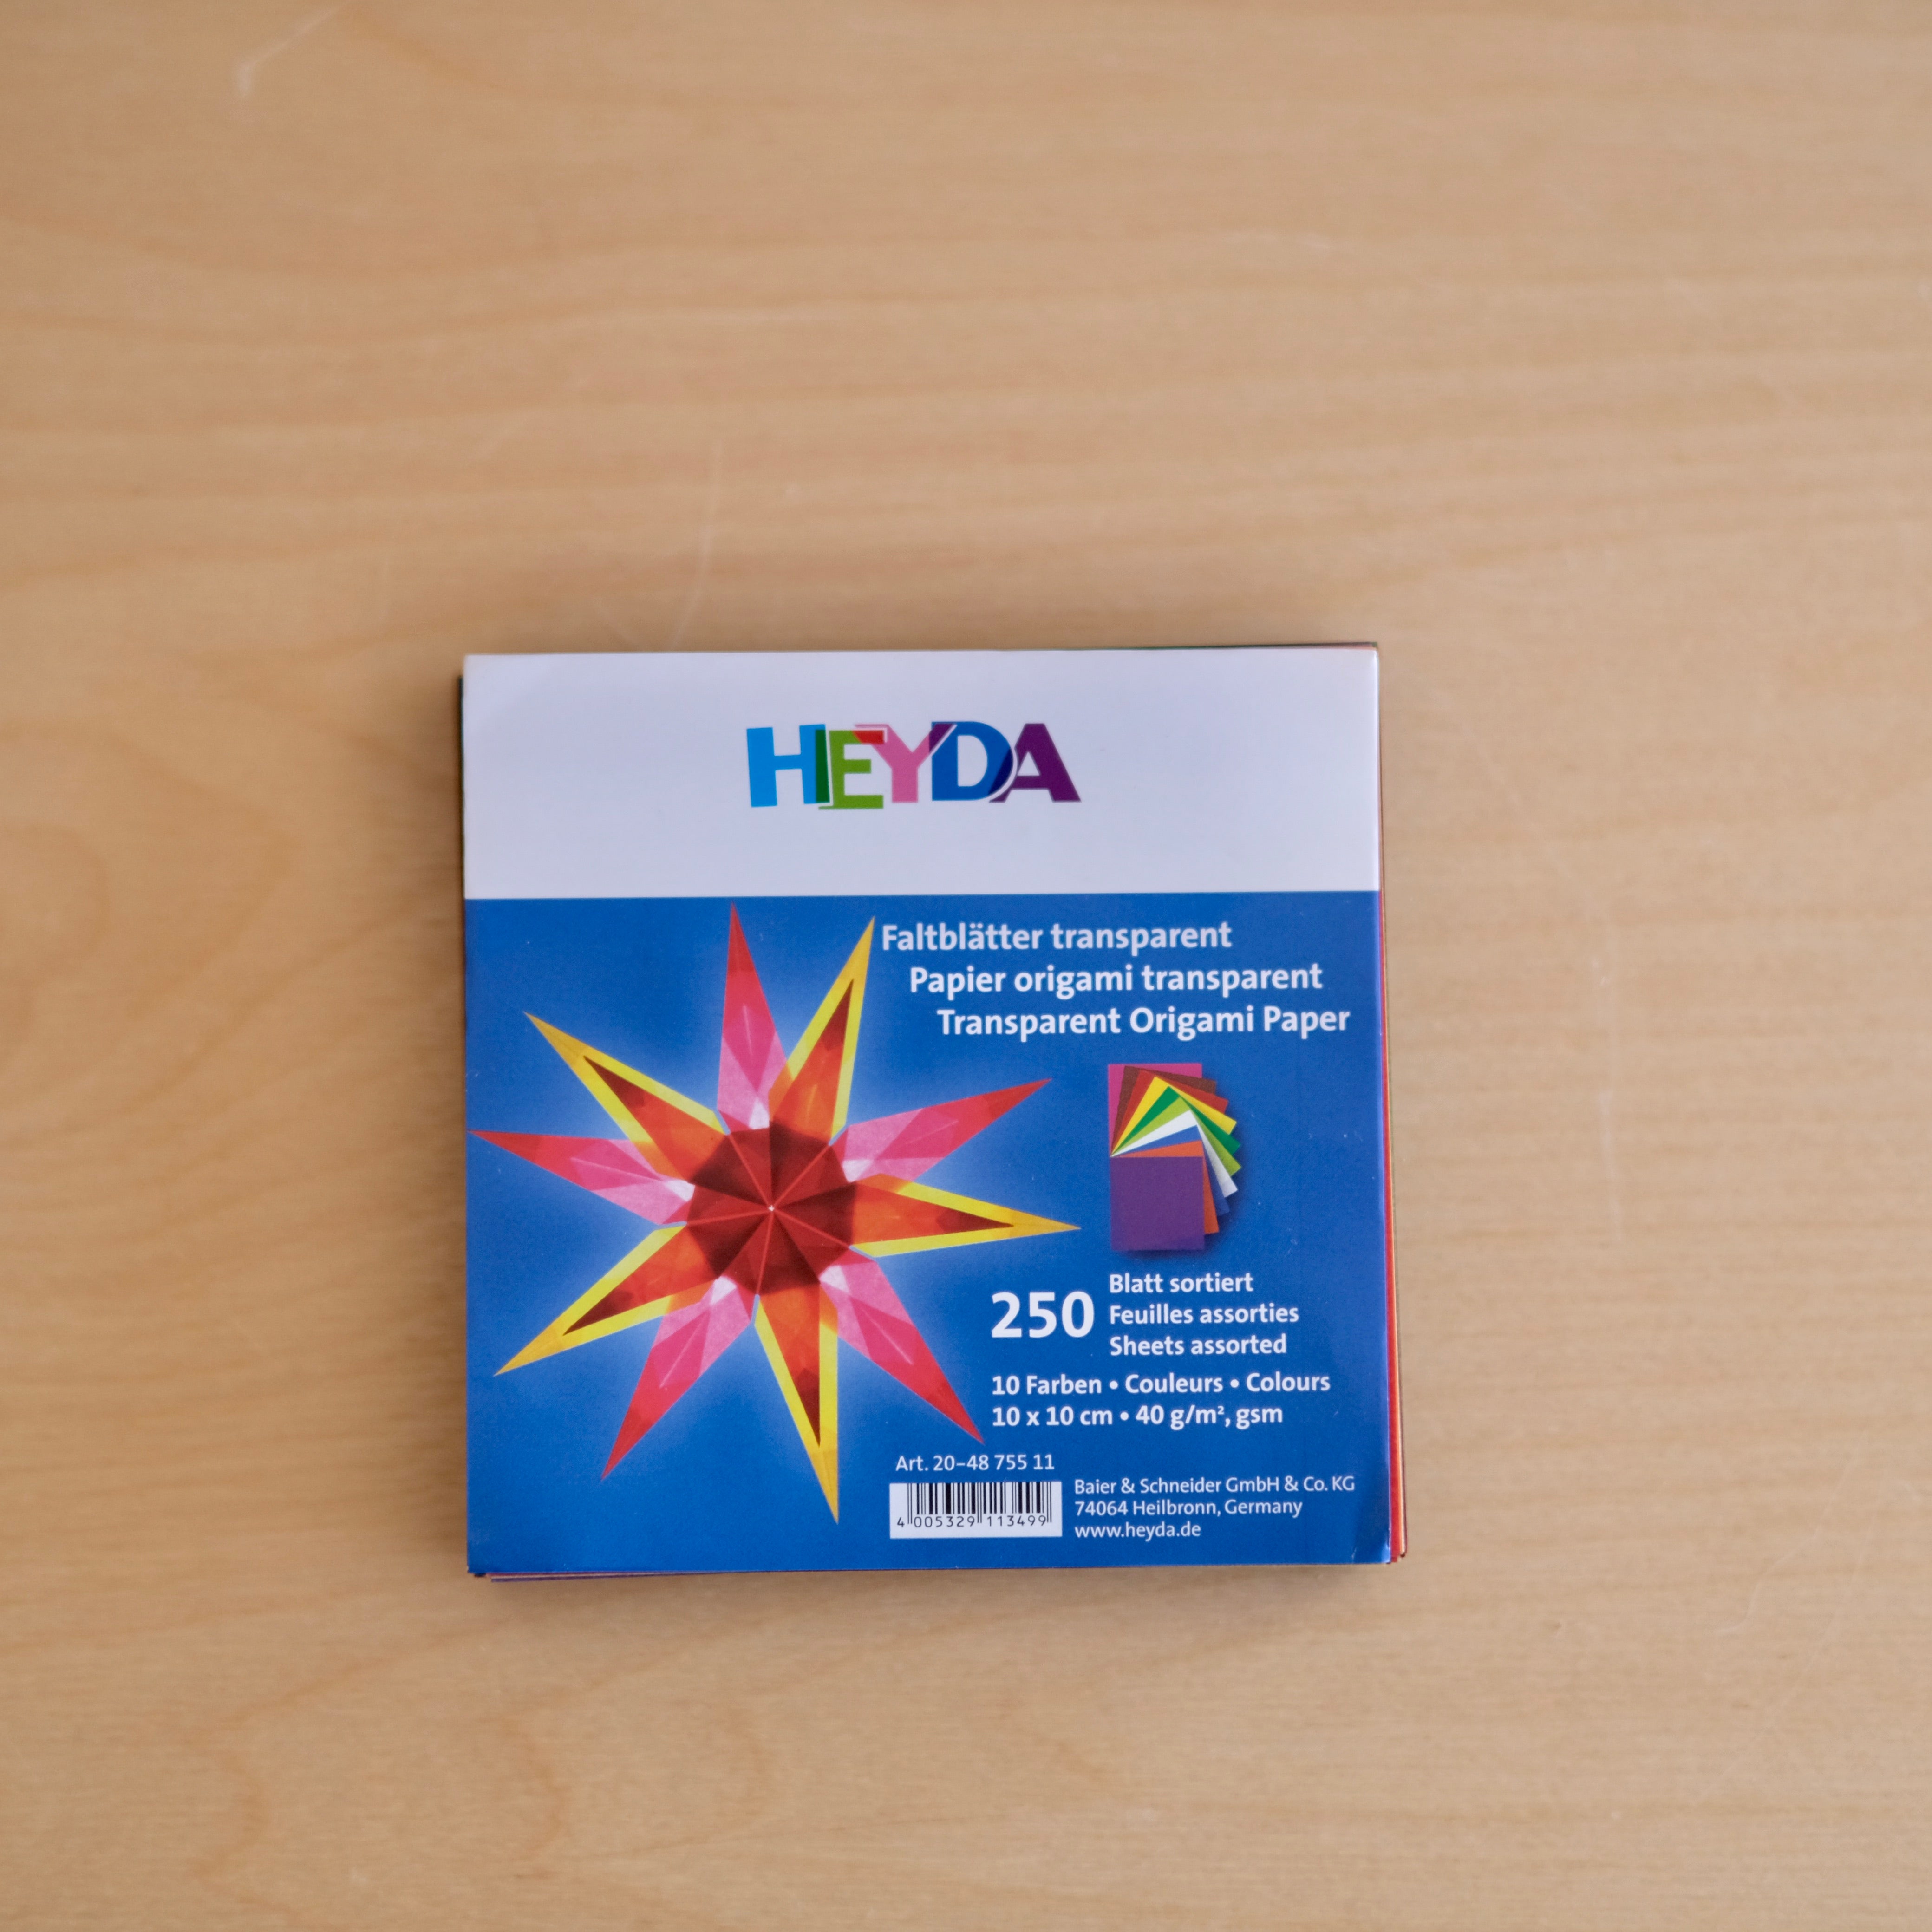 HEYDA
Faltblätter transparent
Papier origami transparent
Transparent Origami Paper
250
Blatt sortiert
Feuilles assorties
Sheets assorted
10 Farben • Couleurs • Colours
10 x 10 cm • 40 g/m², gsm
Art. 20–48 755 11
4 005329 113499
Baier & Schneider GmbH & Co. KG
74064 Heilbronn, Germany
www.heyda.de